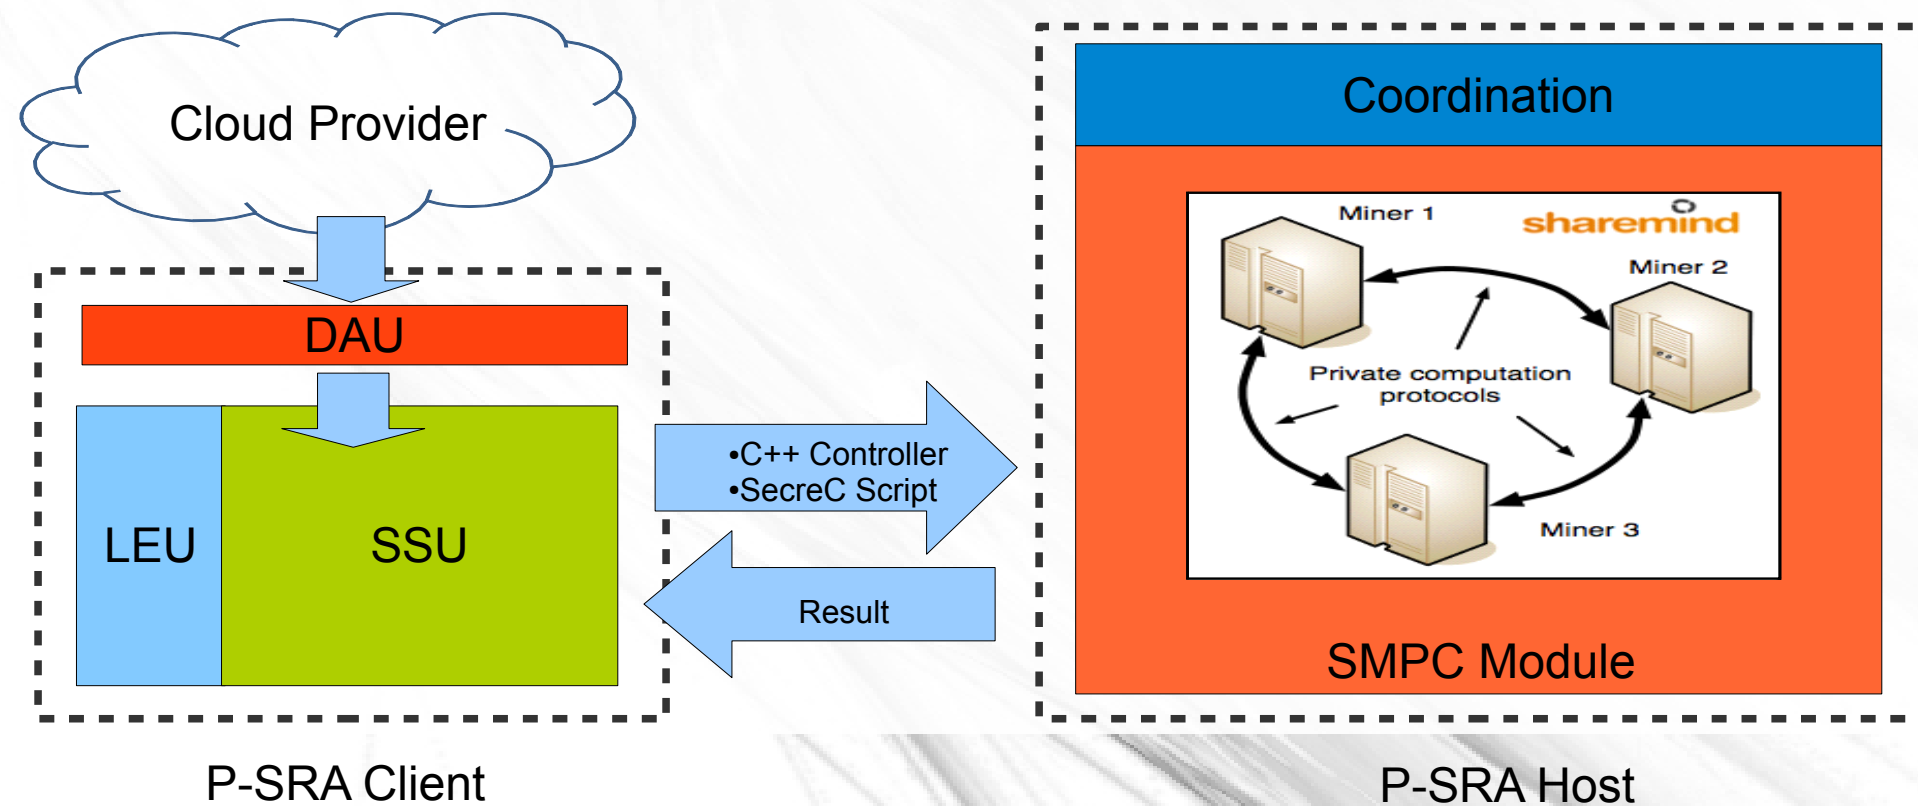 Cloud Provider
DAU
LEU
SSU
P-SRA Client
•C++ Controller
•SecreC Script
Result
Coordination
Miner 1
sharemind
Miner 2
Private computation
protocols
Miner 3
SMPC Module
P-SRA Host